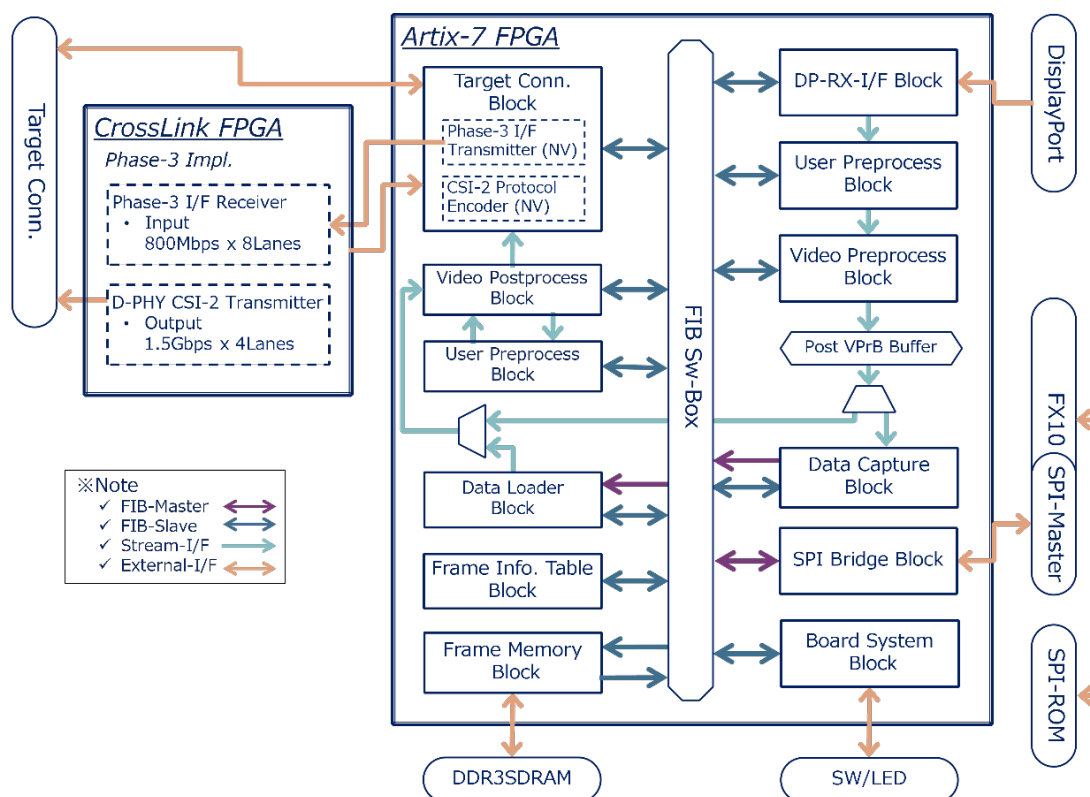 Artix-7 FPGA
Target Conn.
CrossLink FPGA
Phase-3 Impl.
Phase-3 I/F Receiver
• Input
800Mbps x 8Lanes
D-PHY CSI-2 Transmitter
• Output
1.5Gbps x 4Lanes
Target Conn.
Block
Phase-3 I/F
Transmitter (NV)
CSI-2 Protocol
Encoder (NV)
Video Postprocess
Block
User Preprocess
Block
Data Loader
Block
Frame Info. Table
Block
Frame Memory
Block
FIB Sw-Box
DP-RX-I/F Block
User Preprocess
Block
Video Preprocess
Block
Post VPrB Buffer
Data Capture
Block
SPI Bridge Block
Board System
Block
DisplayPort
FX10
SPI-Master
SPI-ROM
※Note
✓ FIB-Master
✓ FIB-Slave
✓ Stream-I/F
✓ External-I/F
DDR3SDRAM
SW/LED